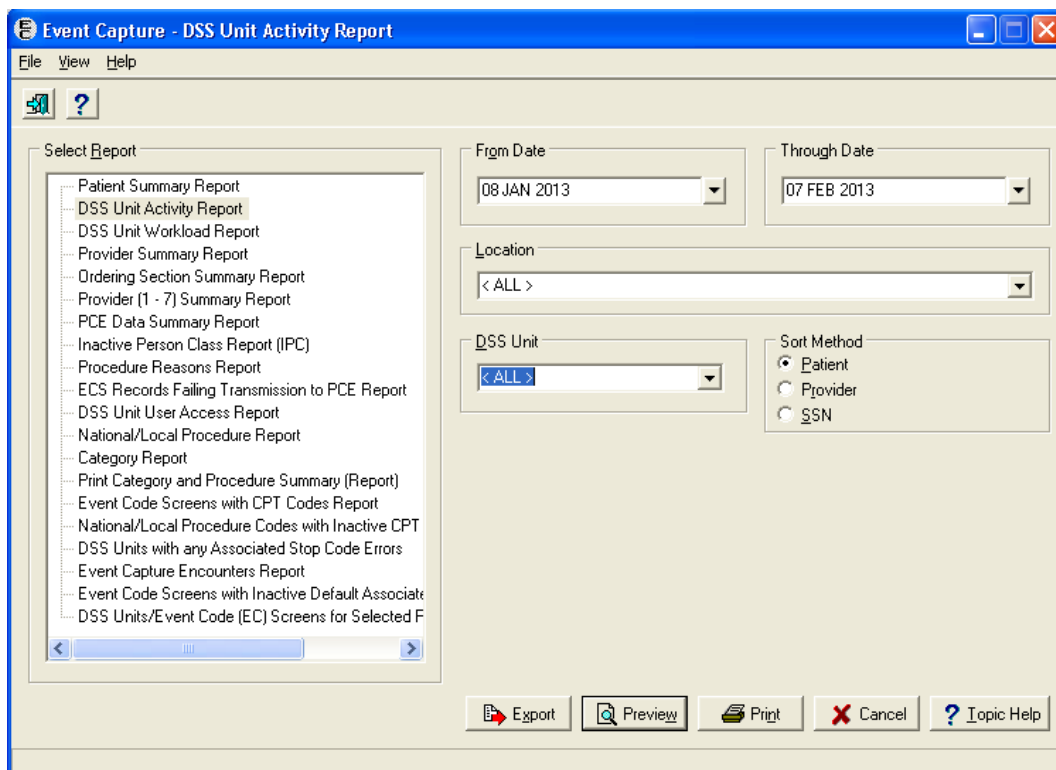 Event Capture - DSS Unit Activity Report
File View Help
Select Report
Patient Summary Report
DSS Unit Activity Report
DSS Unit Workload Report
Provider Summary Report
Ordering Section Summary Report
Provider (1 - 7) Summary Report
PCE Data Summary Report
Inactive Person Class Report (IPC)
Procedure Reasons Report
ECS Records Failing Transmission to PCE Report
DSS Unit User Access Report
National/Local Procedure Report
Category Report
Print Category and Procedure Summary (Report)
Event Code Screens with CPT Codes Report
National/Local Procedure Codes with Inactive CPT
DSS Units with any Associated Stop Code Errors
Event Capture Encounters Report
Event Code Screens with Inactive Default Associate
DSS Units/Event Code (EC) Screens for Selected F
From Date
08 JAN 2013
Through Date
07 FEB 2013
Location
< ALL >
DSS Unit
< ALL >
Sort Method
Patient
Provider
SSN
Export
Preview
Print
Cancel
? Topic Help